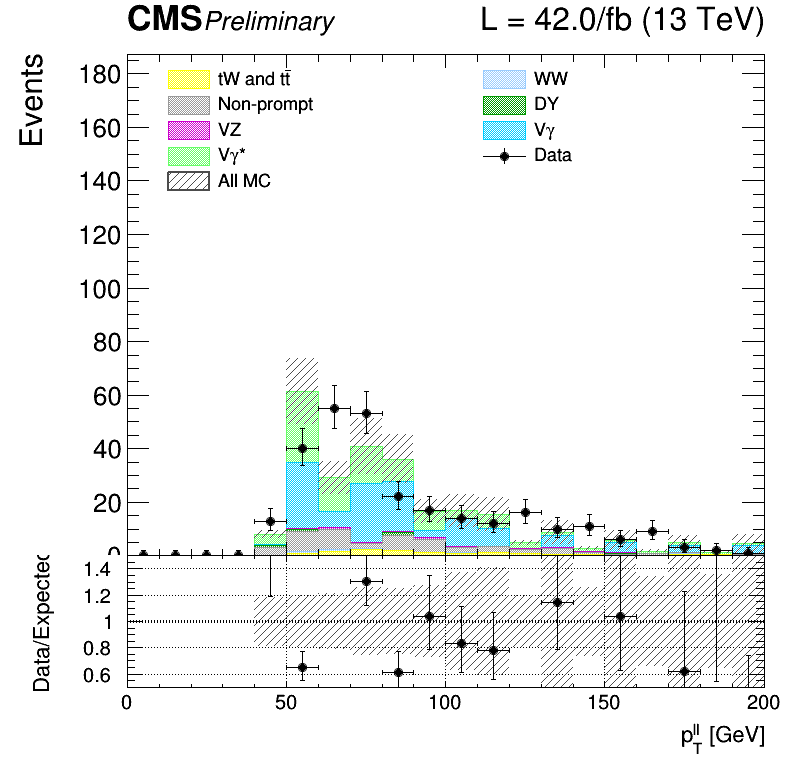 CMS Preliminary L = 42.0/fb (13 TeV)
Events
180
160
140
120
100
80
60
40
20
0
tW and tt̄
Non-prompt
VZ
Vγ*
All MC
WW
DY
Vγ
Data
Data/Expected
1.4
1.2
1
0.8
0.6
0 50 100 150 200
p_T^ll [GeV]